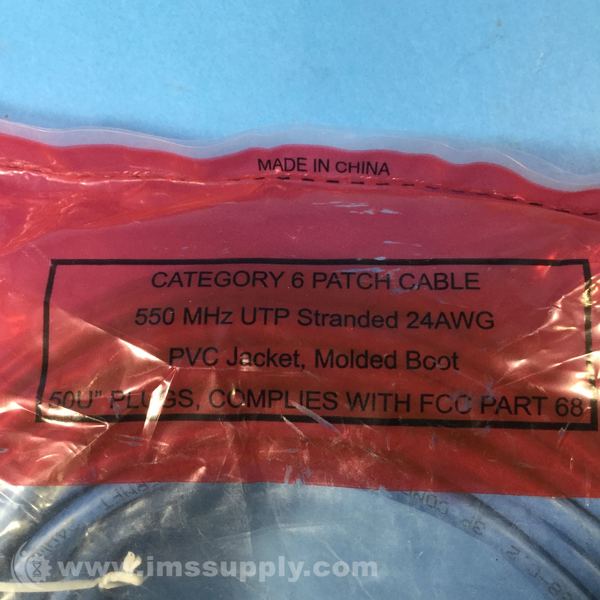 MADE IN CHINA
CATEGORY 6 PATCH CABLE
550 MHz UTP Stranded 24AWG
PVC Jacket, Molded Boot
50U" PLUGS, COMPLIES WITH FCC PART 68
www.imssupply.com